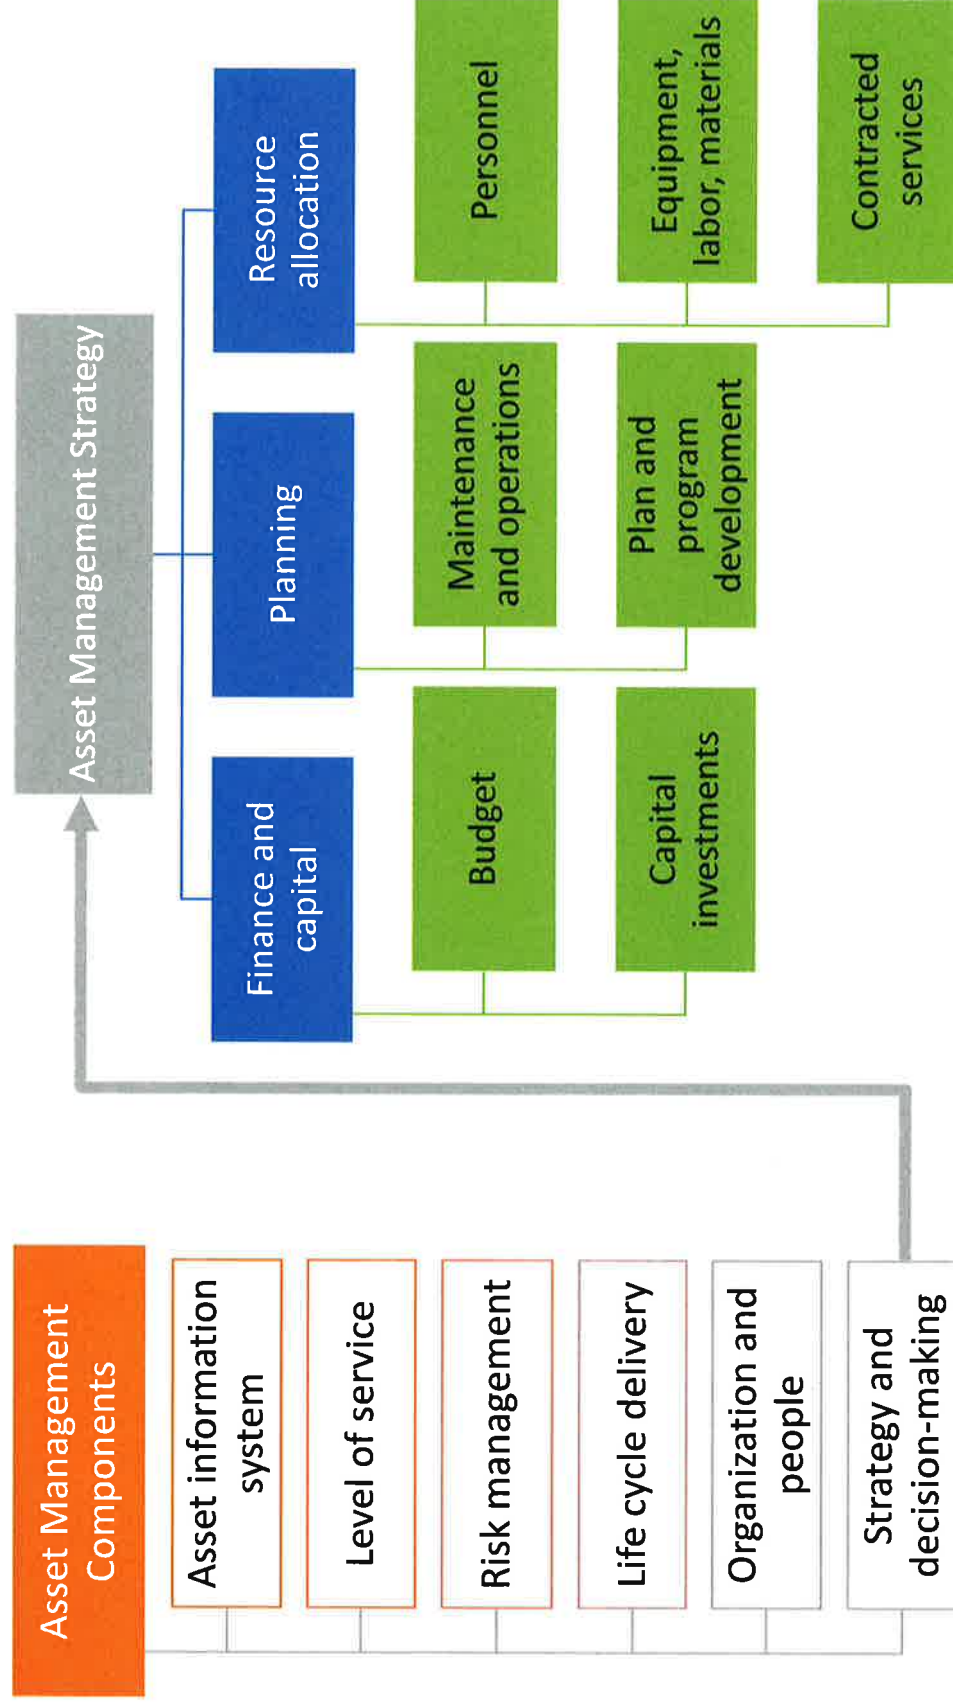 Asset Management
Components
Asset information
system
Level of service
Risk management
Life cycle delivery
Organization and
people
Strategy and
decision-making
Asset Management Strategy
Finance and
capital
Budget
Capital
investments
Planning
Maintenance
and operations
Plan and
program
development
Resource
allocation
Personnel
Equipment,
labor, materials
Contracted
services